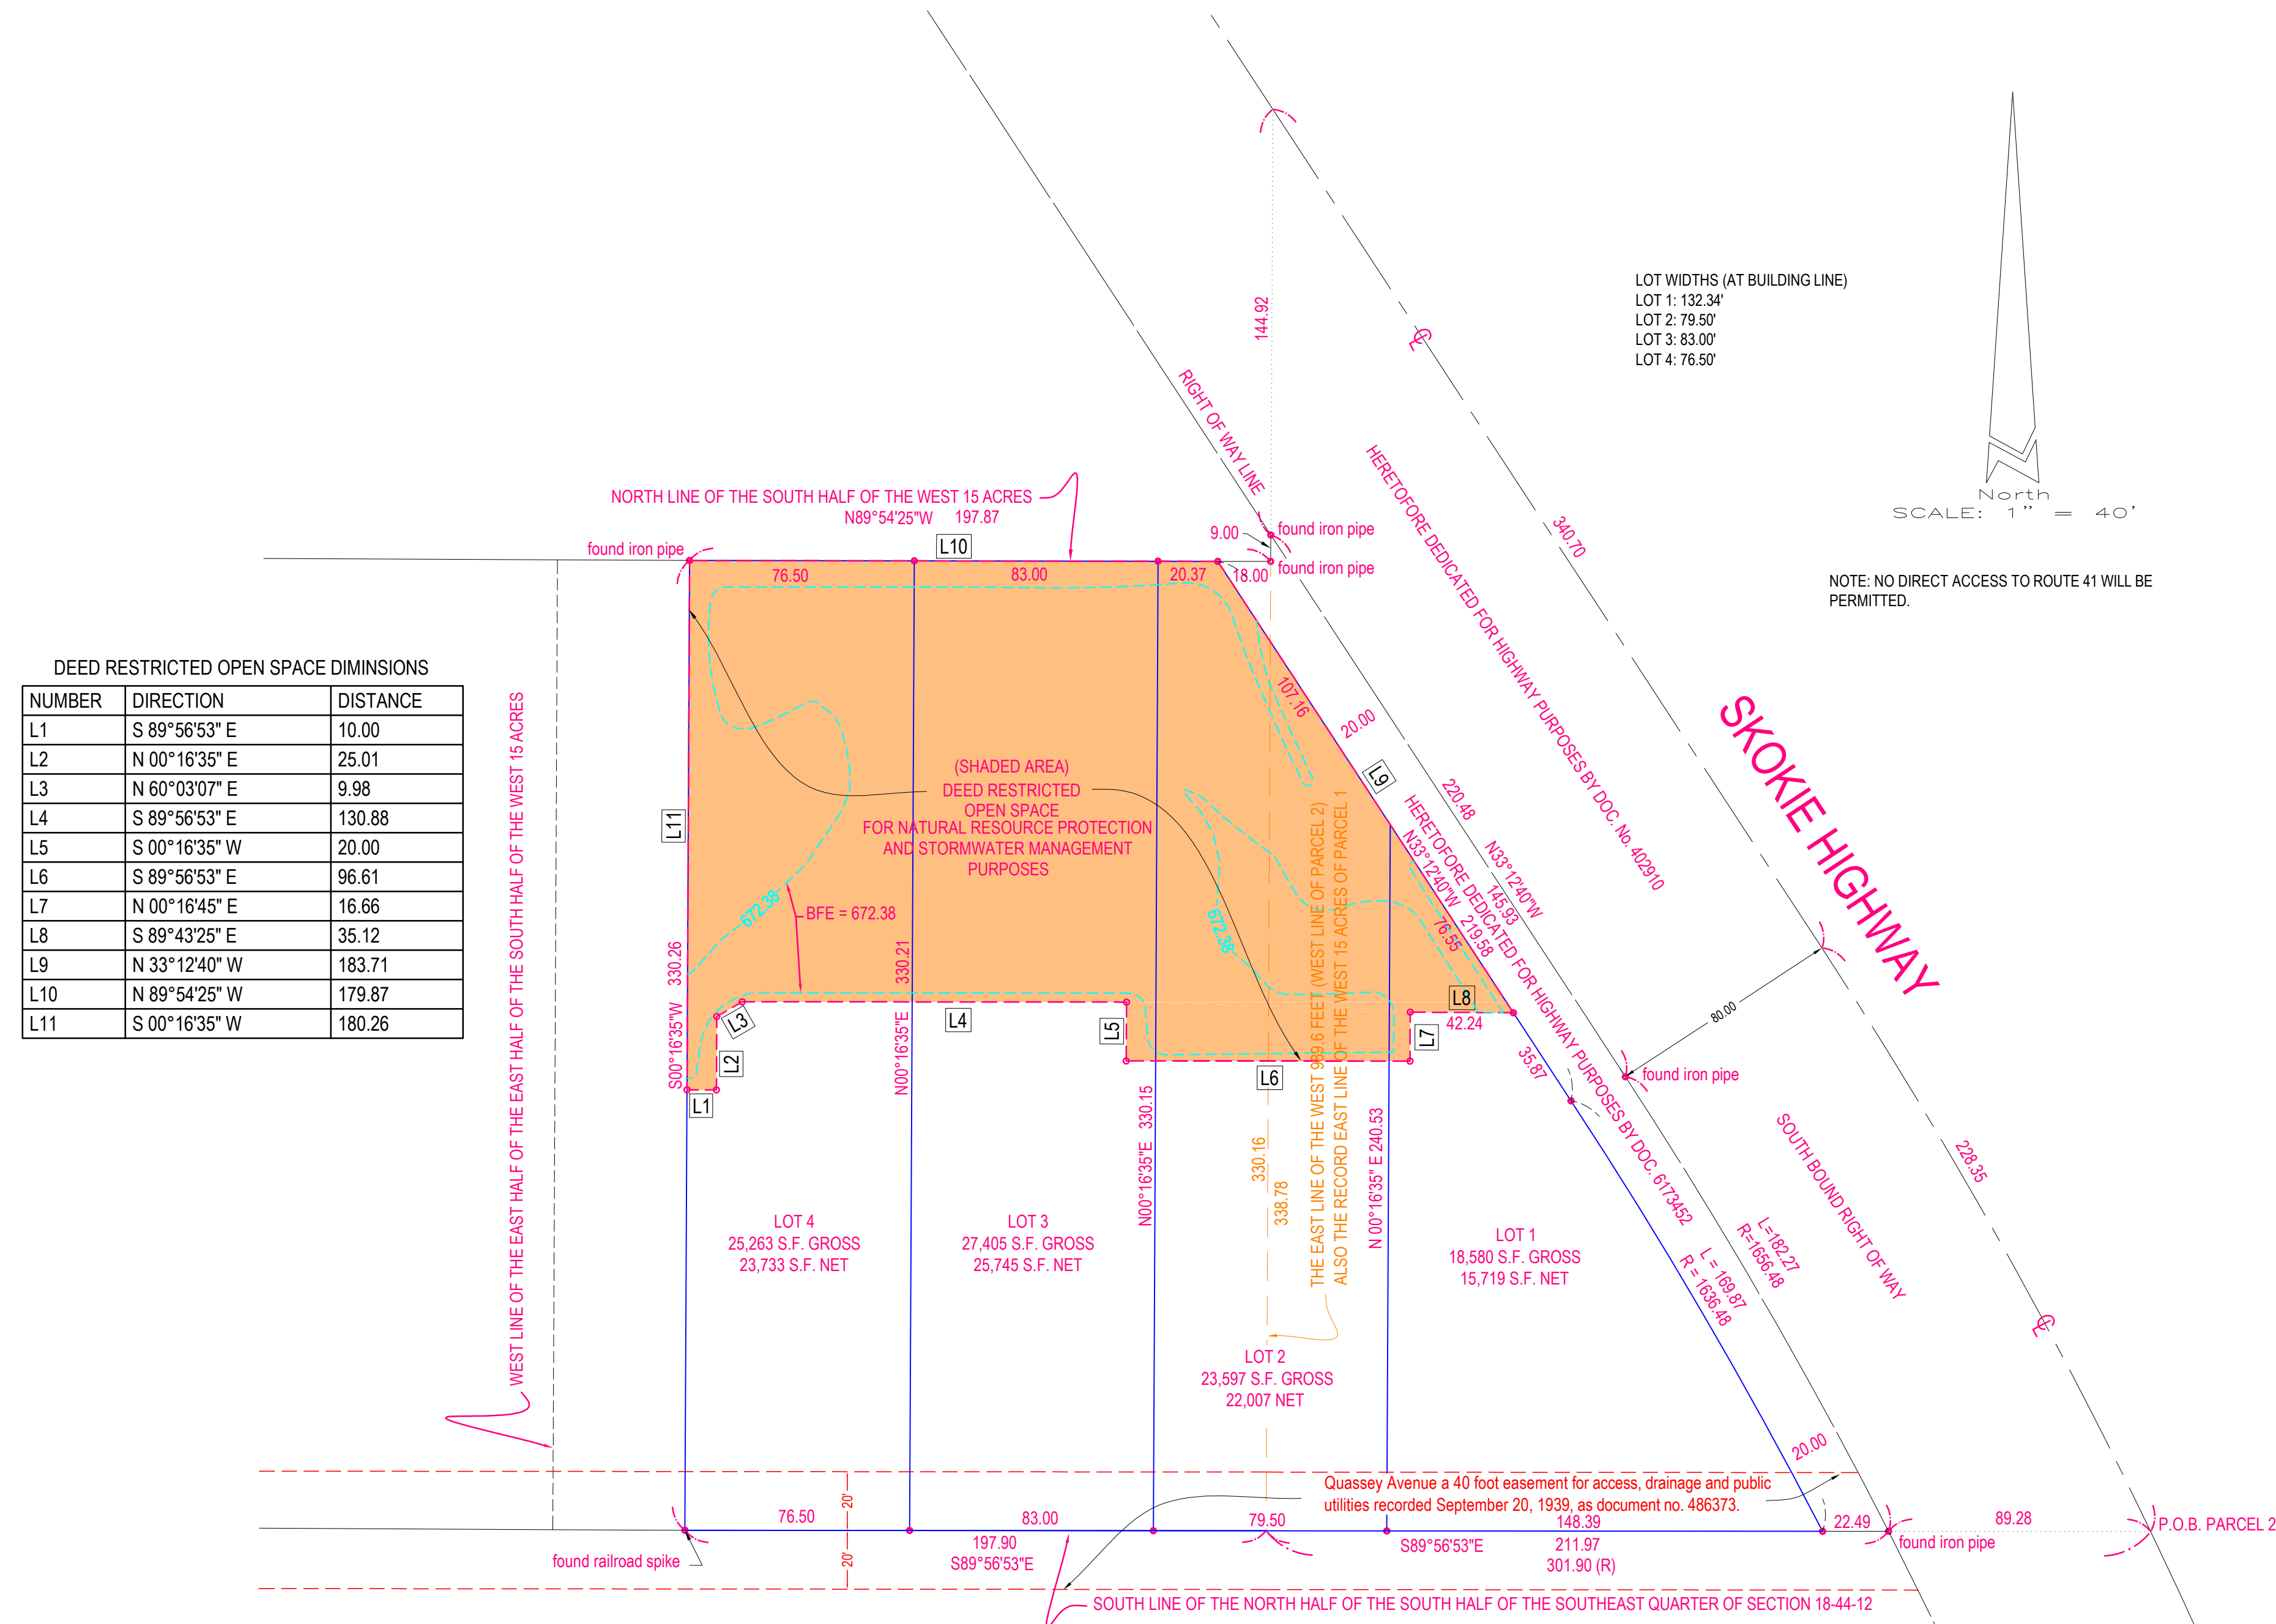 LOT WIDTHS (AT BUILDING LINE)
LOT 1: 132.34'
LOT 2: 79.50'
LOT 3: 83.00'
LOT 4: 76.50'
North
SCALE: 1" = 40'
NOTE: NO DIRECT ACCESS TO ROUTE 41 WILL BE
PERMITTED.
144.92
RIGHT OF WAY LINE
HERETOFORE DEDICATED FOR HIGHWAY PURPOSES BY DOC. No. 402910
340.70
SKOKIE HIGHWAY
NORTH LINE OF THE SOUTH HALF OF THE WEST 15 ACRES
N89°54'25"W 197.87
found iron pipe
L10
9.00
found iron pipe
found iron pipe
76.50
83.00
20.37
18.00
DEED RESTRICTED OPEN SPACE DIMINSIONS
NUMBER DIRECTION DISTANCE
L1 S 89°56'53" E 10.00
L2 N 00°16'35" E 25.01
L3 N 60°03'07" E 9.98
L4 S 89°56'53" E 130.88
L5 S 00°16'35" W 20.00
L6 S 89°56'53" E 96.61
L7 N 00°16'45" E 16.66
L8 S 89°43'25" E 35.12
L9 N 33°12'40" W 183.71
L10 N 89°54'25" W 179.87
L11 S 00°16'35" W 180.26
WEST LINE OF THE EAST HALF OF THE EAST HALF OF THE SOUTH HALF OF THE WEST 15 ACRES
(SHADED AREA)
DEED RESTRICTED
OPEN SPACE
FOR NATURAL RESOURCE PROTECTION
AND STORMWATER MANAGEMENT
PURPOSES
107.16
20.00
L9
220.48
N33°12'40"W
145.93
HERETOFORE DEDICATED FOR HIGHWAY PURPOSES BY DOC. 6173452
N33°12'40"W 219.58
76.55
L11
672.38
BFE = 672.38
672.38
S00°16'35"W 330.26
N00°16'35"E 330.21
N00°16'35"E 330.15
N 00°16'35" E 240.53
THE EAST LINE OF THE WEST 989.6 FEET (WEST LINE OF PARCEL 2)
ALSO THE RECORD EAST LINE OF THE WEST 15 ACRES OF PARCEL 1
330.16
338.78
L8
42.24
L7
L3
L4
L5
L2
L6
L1
35.87
80.00
found iron pipe
SOUTH BOUND RIGHT OF WAY
228.35
L=182.27
R=1656.48
L = 169.87
R = 1636.48
LOT 4
25,263 S.F. GROSS
23,733 S.F. NET
LOT 3
27,405 S.F. GROSS
25,745 S.F. NET
LOT 1
18,580 S.F. GROSS
15,719 S.F. NET
LOT 2
23,597 S.F. GROSS
22,007 NET
20.00
Quassey Avenue a 40 foot easement for access, drainage and public
utilities recorded September 20, 1939, as document no. 486373.
20'
20'
76.50
83.00
79.50
148.39
22.49
89.28
P.O.B. PARCEL 2
found iron pipe
found railroad spike
197.90
S89°56'53"E
S89°56'53"E
211.97
301.90 (R)
SOUTH LINE OF THE NORTH HALF OF THE SOUTH HALF OF THE SOUTHEAST QUARTER OF SECTION 18-44-12